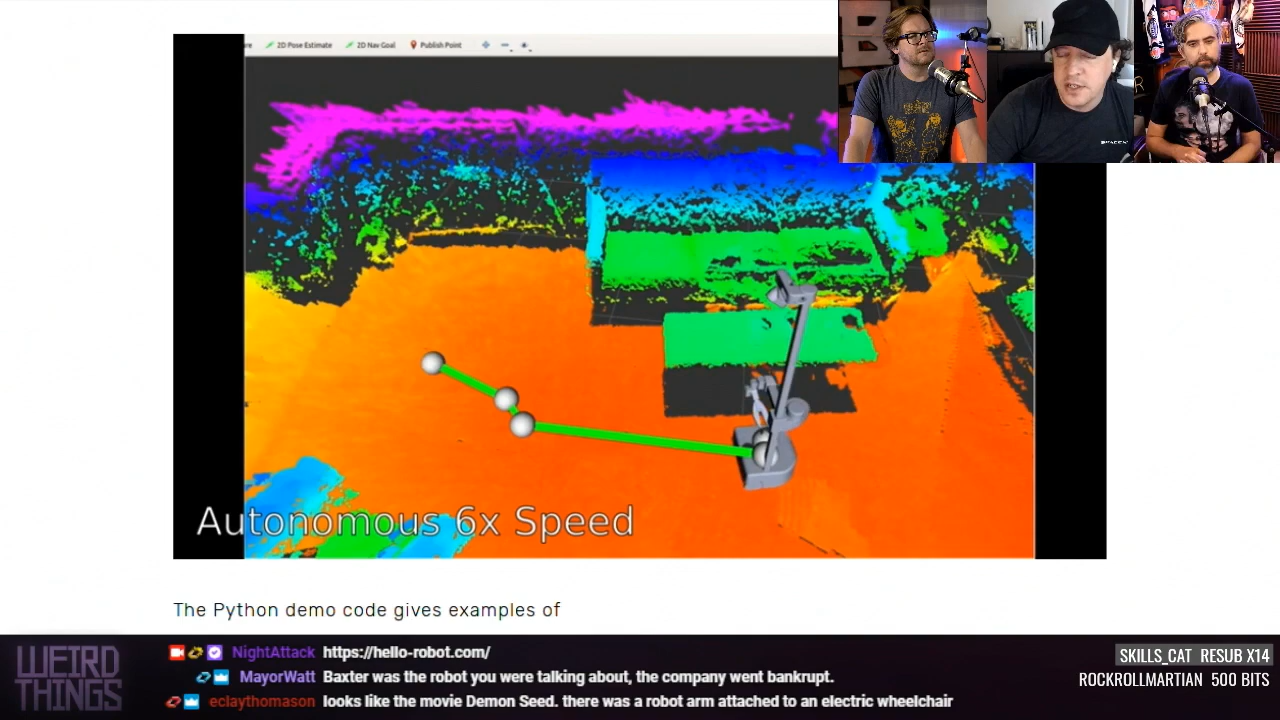 2D Pose Estimate 2D Nav Goal Publish Point
Autonomous 6x Speed
The Python demo code gives examples of
WEIRD
THINGS
NightAttack https://hello-robot.com/
MayorWatt Baxter was the robot you were talking about, the company went bankrupt.
eclaythomason looks like the movie Demon Seed. there was a robot arm attached to an electric wheelchair
SKILLS_CAT RESUB X14
ROCKROLLMARTIAN 500 BITS